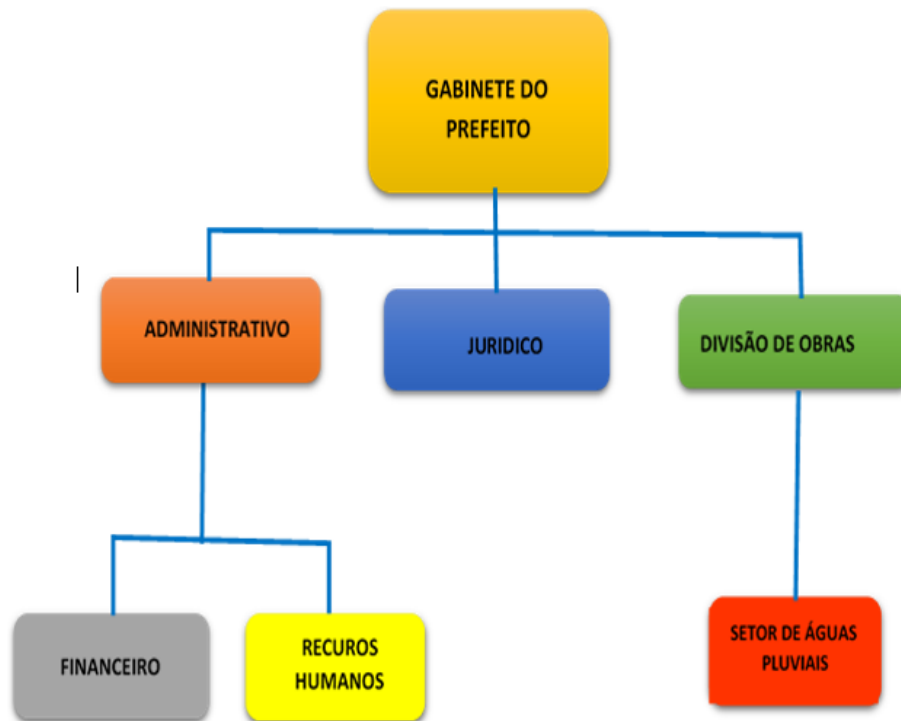 GABINETE DO
PREFEITO
ADMINISTRATIVO
JURIDICO
DIVISÃO DE OBRAS
FINANCEIRO
RECUROS
HUMANOS
SETOR DE ÁGUAS
PLUVIAIS